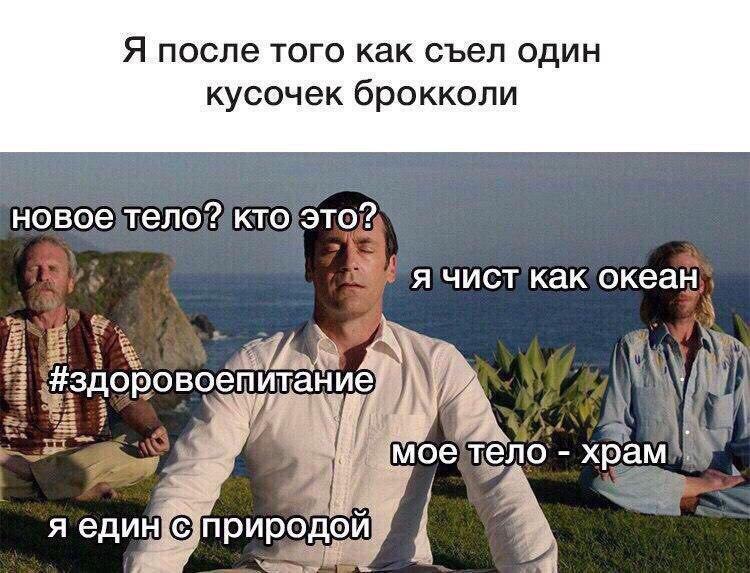 Я после того как съел один
кусочек брокколи
новое тело? кто это?
я чист как океан
#здоровоепитание
мое тело - храм
я един с природой